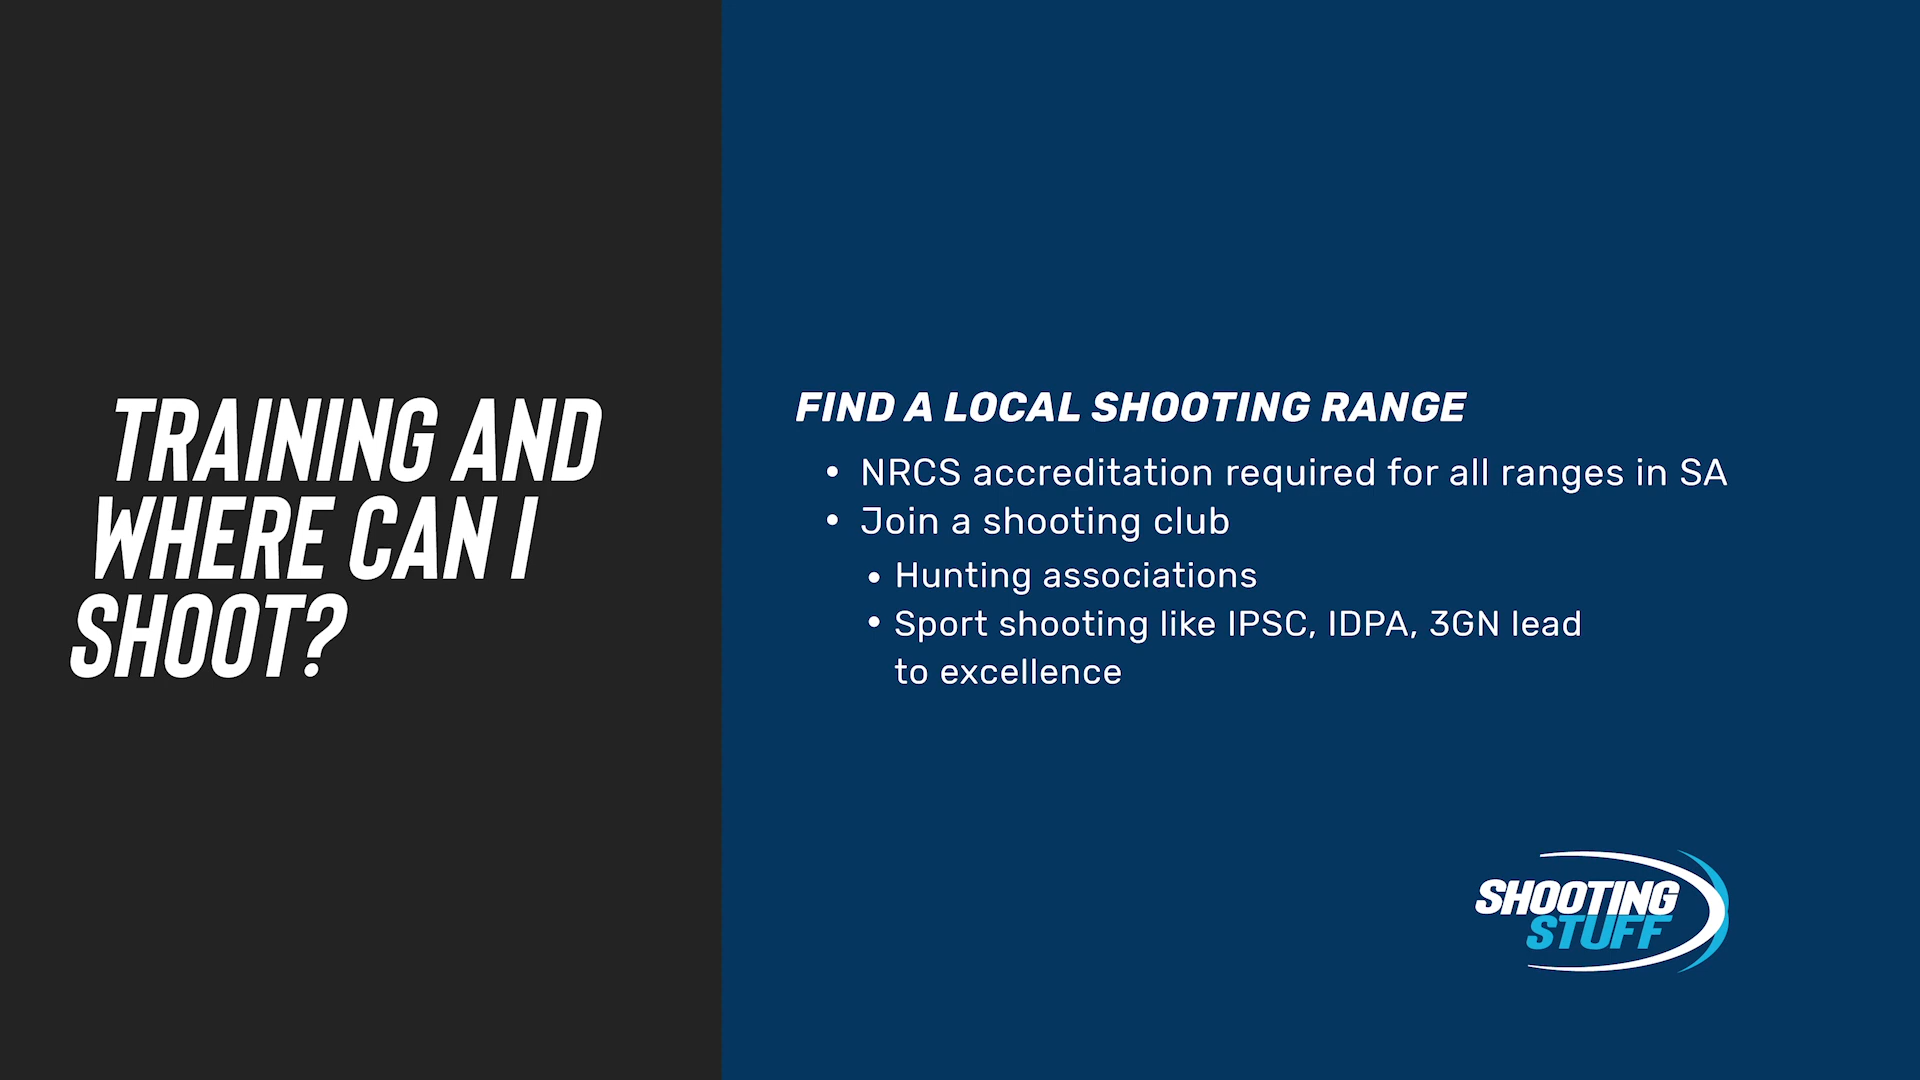 TRAINING AND
WHERE CAN I
SHOOT?
FIND A LOCAL SHOOTING RANGE
• NRCS accreditation required for all ranges in SA
• Join a shooting club
• Hunting associations
• Sport shooting like IPSC, IDPA, 3GN lead
to excellence
SHOOTING
STUFF